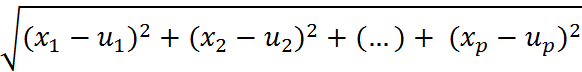 √(x₁ − u₁)² + (x₂ − u₂)² + (…) + (xₚ − uₚ)²